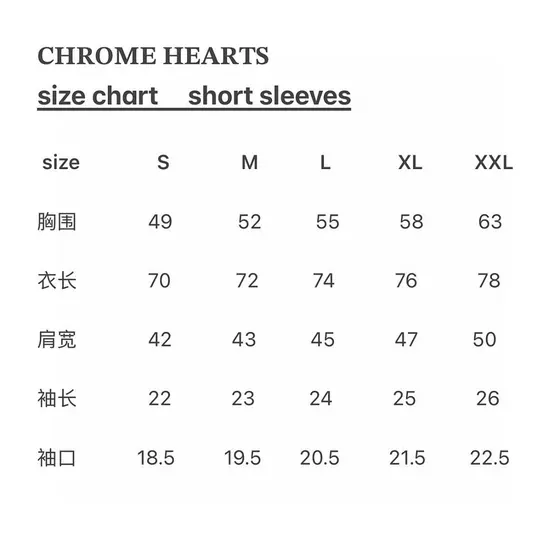 CHROME HEARTS
size chart short sleeves
size S M L XL XXL
胸围 49 52 55 58 63
衣长 70 72 74 76 78
肩宽 42 43 45 47 50
袖长 22 23 24 25 26
袖口 18.5 19.5 20.5 21.5 22.5